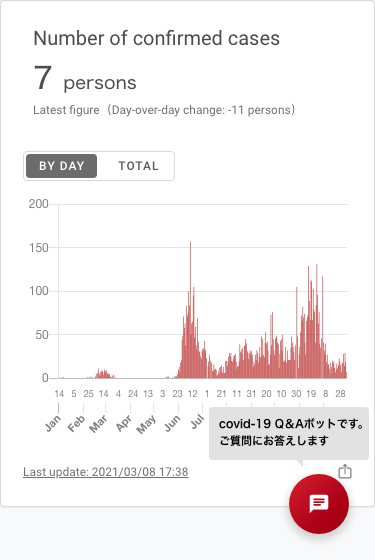 Number of confirmed cases
7 persons
Latest figure（Day-over-day change: -11 persons）
BY DAY TOTAL
200
150
100
50
0
14 5 25 14 4 24 13 3 23 12 1 21 10 30 19 8 28
Jan Feb Mar Apr May Jun Jul
covid-19 Q&Aボットです。
ご質問にお答えします
Last update: 2021/03/08 17:38